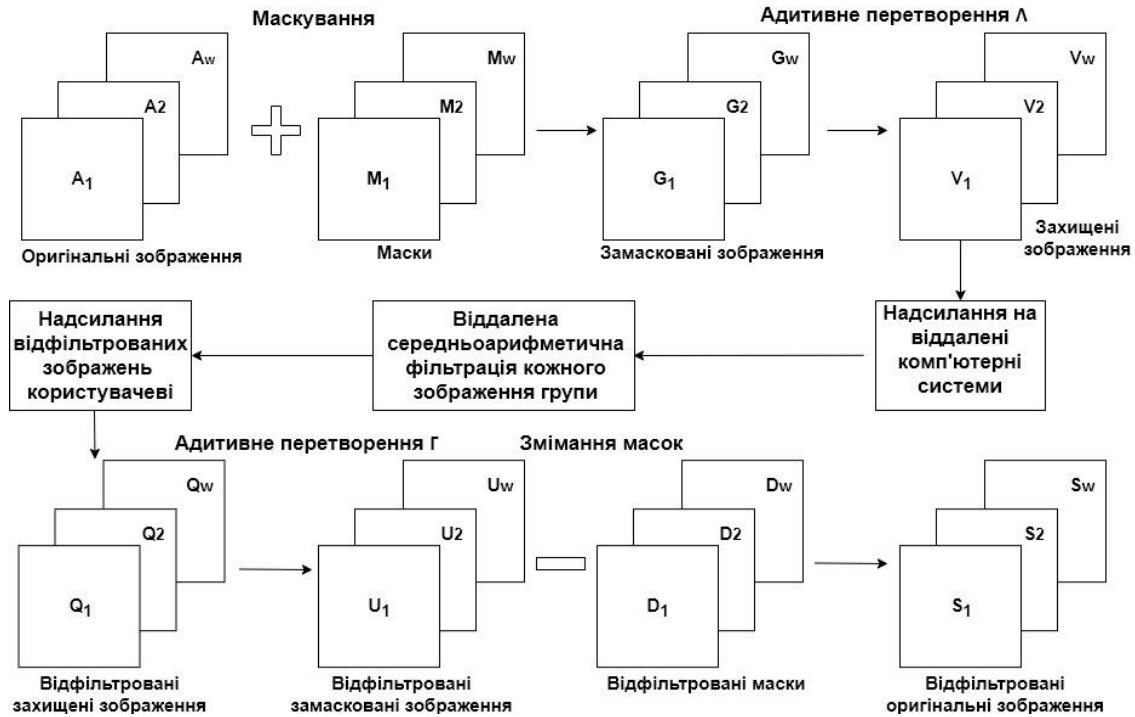 Маскування
Адитивне перетворення Λ
Aw
A2
A1
Mw
M2
M1
Gw
G2
G1
Vw
V2
V1
Оригінальні зображення
Маски
Замасковані зображення
Захищені
зображення
Надсилання
відфільтрованих
зображень
користувачеві
Віддалена
середньоарифметична
фільтрація кожного
зображення групи
Надсилання на
віддалені
комп'ютерні
системи
Адитивне перетворення Γ
Змімання масок
Qw
Q2
Q1
Uw
U2
U1
Dw
D2
D1
Sw
S2
S1
Відфільтровані
захищені зображення
Відфільтровані
замасковані зображення
Відфільтровані маски
Відфільтровані
оригінальні зображення